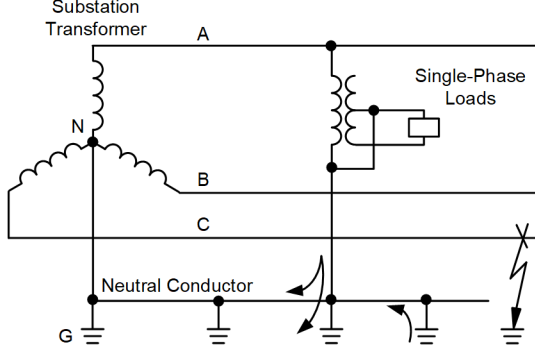 Substation
Transformer
A
Single-Phase
Loads
N
B
C
Neutral Conductor
G